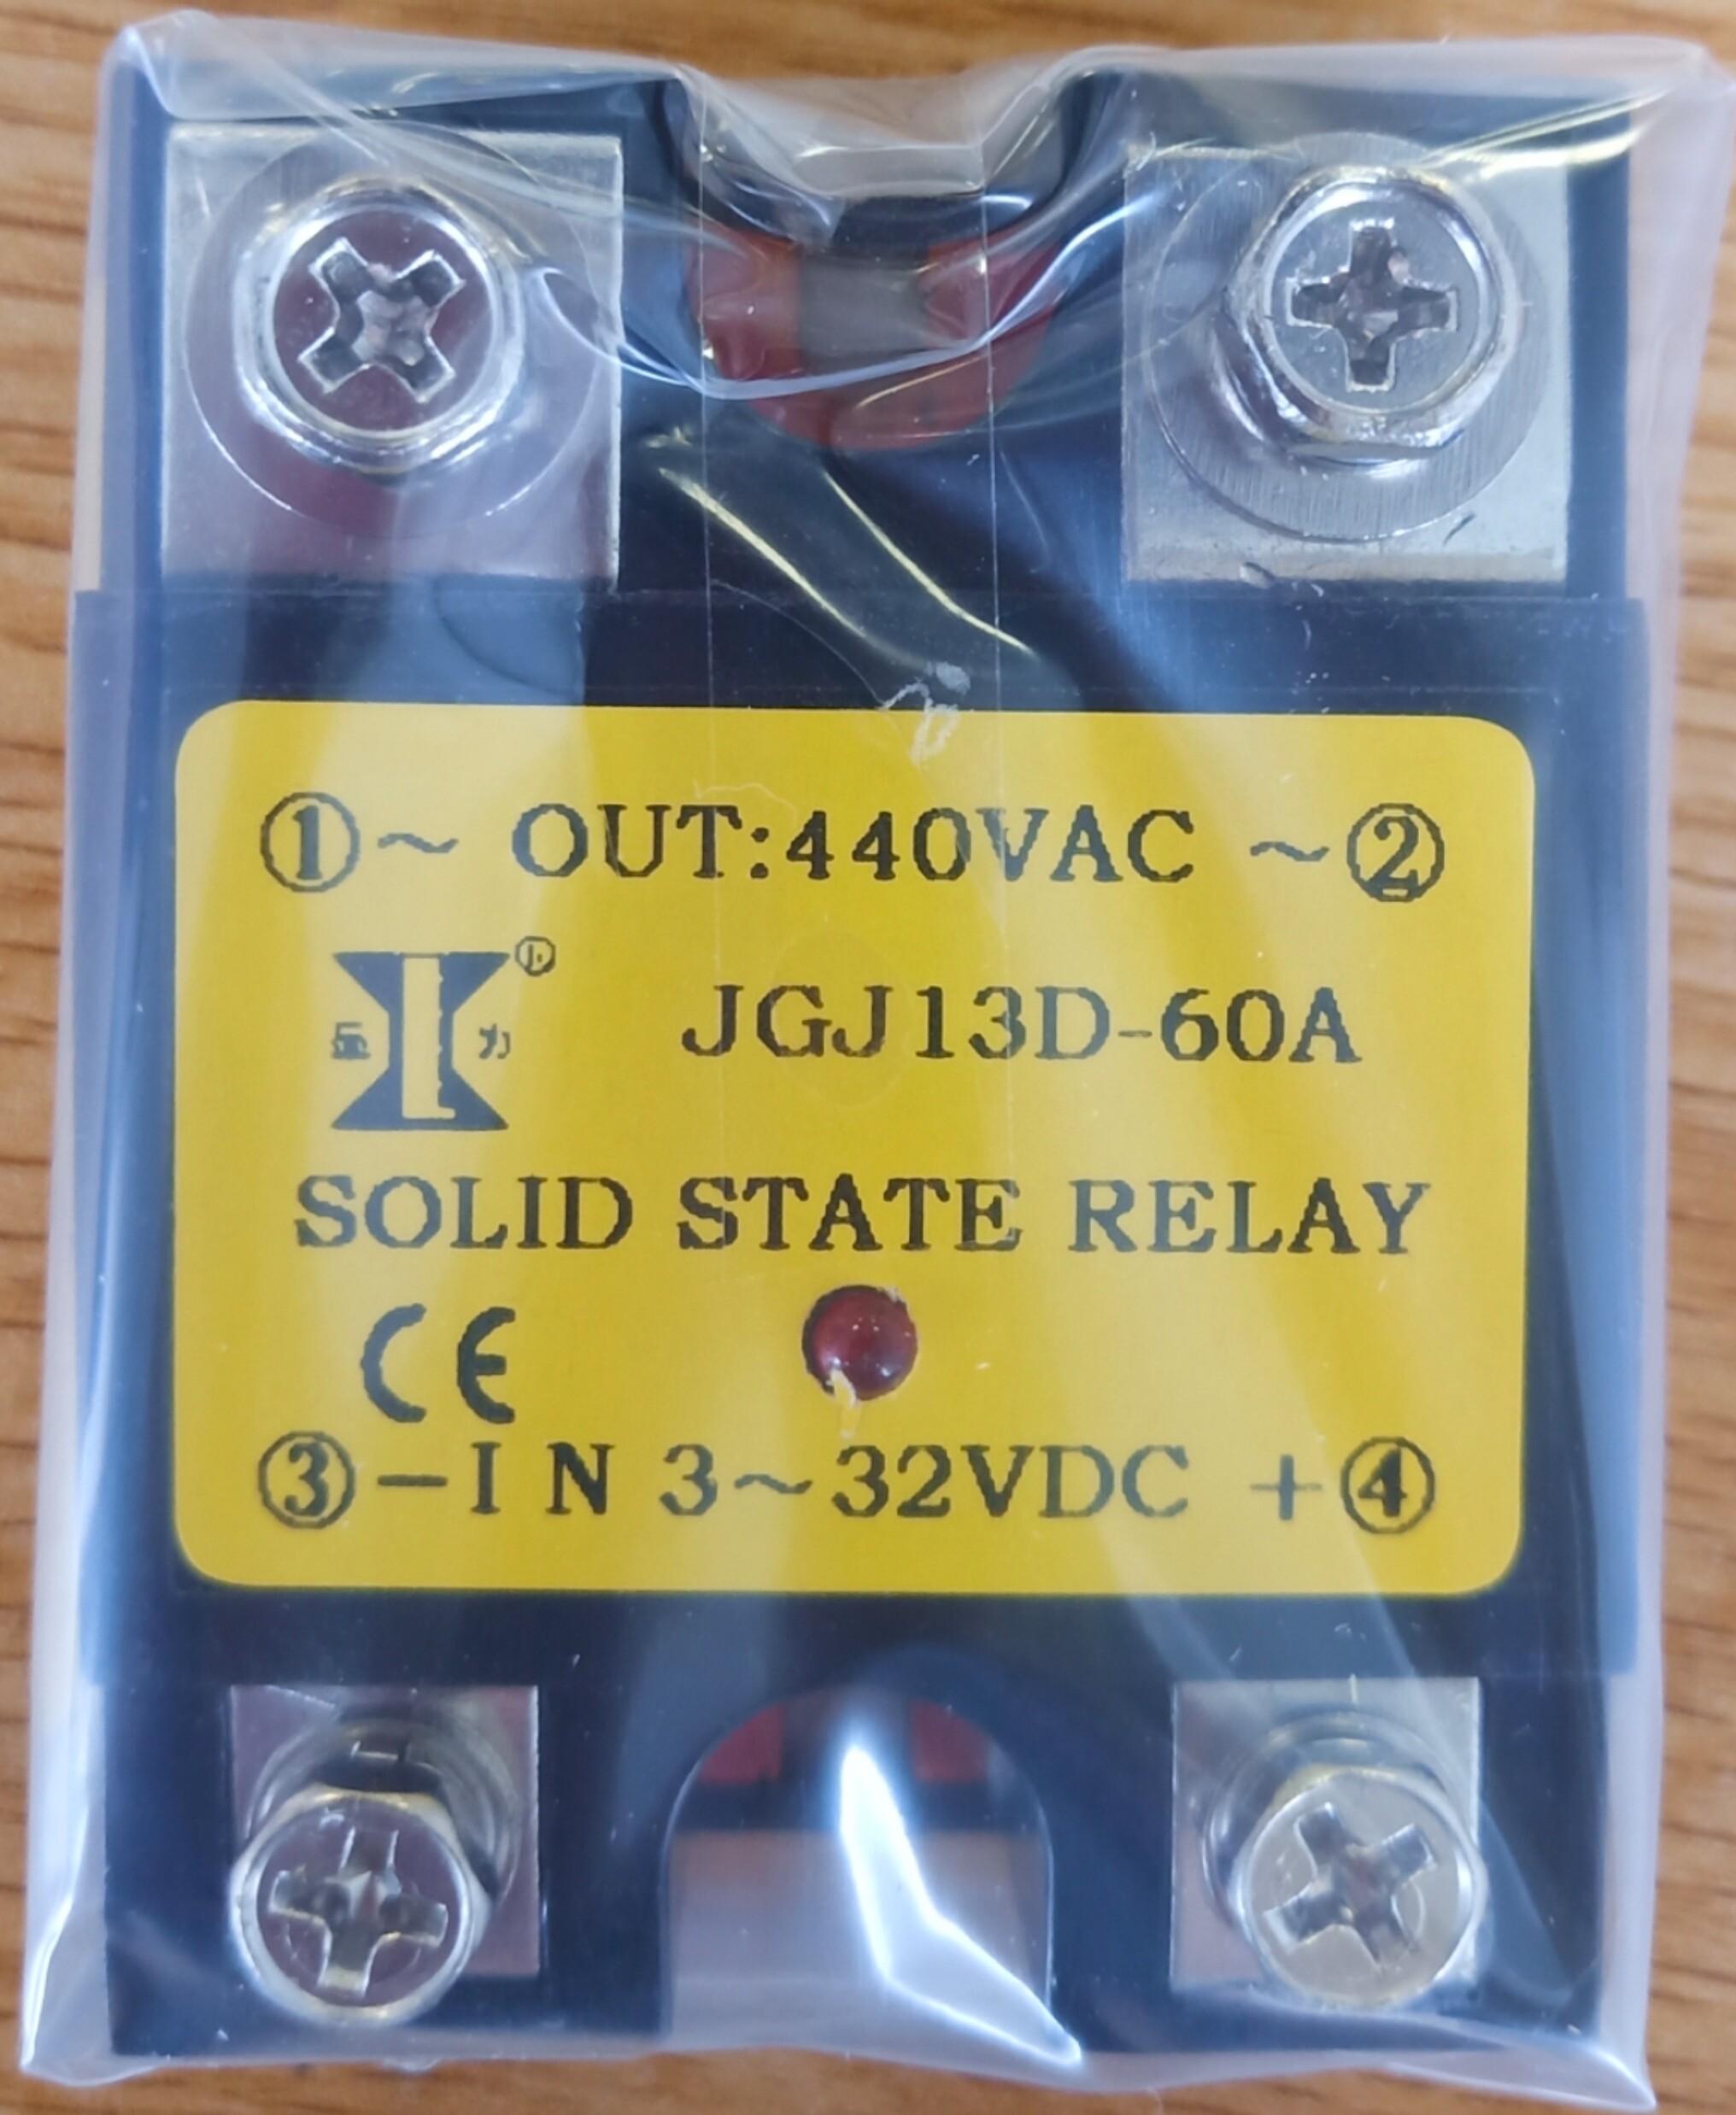 ①～ OUT:440VAC ～②
JGJ13D-60A
SOLID STATE RELAY
CE
③－IN 3～32VDC ＋④